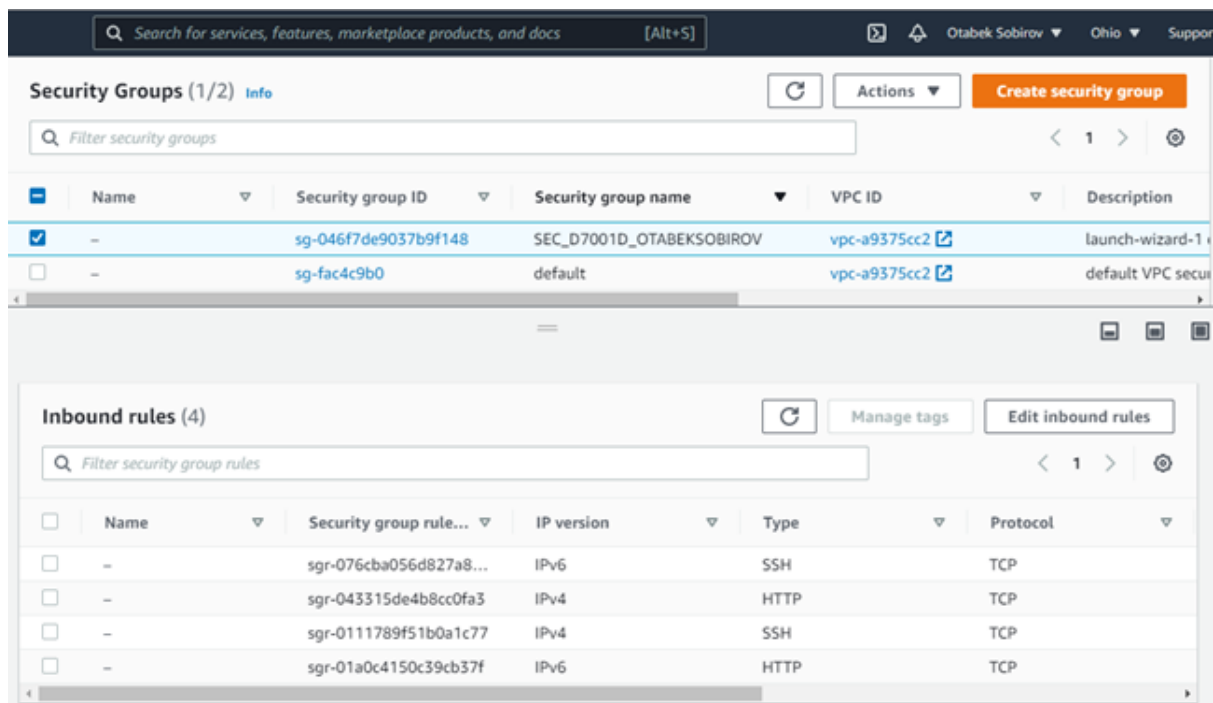 Search for services, features, marketplace products, and docs [Alt+S] Otabek Sobirov Ohio Suppor
Security Groups (1/2) Info Actions Create security group
Filter security groups 1
Name Security group ID Security group name VPC ID Description
– sg-046f7de9037b9f148 SEC_D7001D_OTABEKSOBIROV vpc-a9375cc2 launch-wizard-1
– sg-fac4c9b0 default vpc-a9375cc2 default VPC secu
Inbound rules (4) Manage tags Edit inbound rules
Filter security group rules 1
Name Security group rule... IP version Type Protocol
– sgr-076cba056d827a8... IPv6 SSH TCP
– sgr-043315de4b8cc0fa3 IPv4 HTTP TCP
– sgr-0111789f51b0a1c77 IPv4 SSH TCP
– sgr-01a0c4150c39cb37f IPv6 HTTP TCP